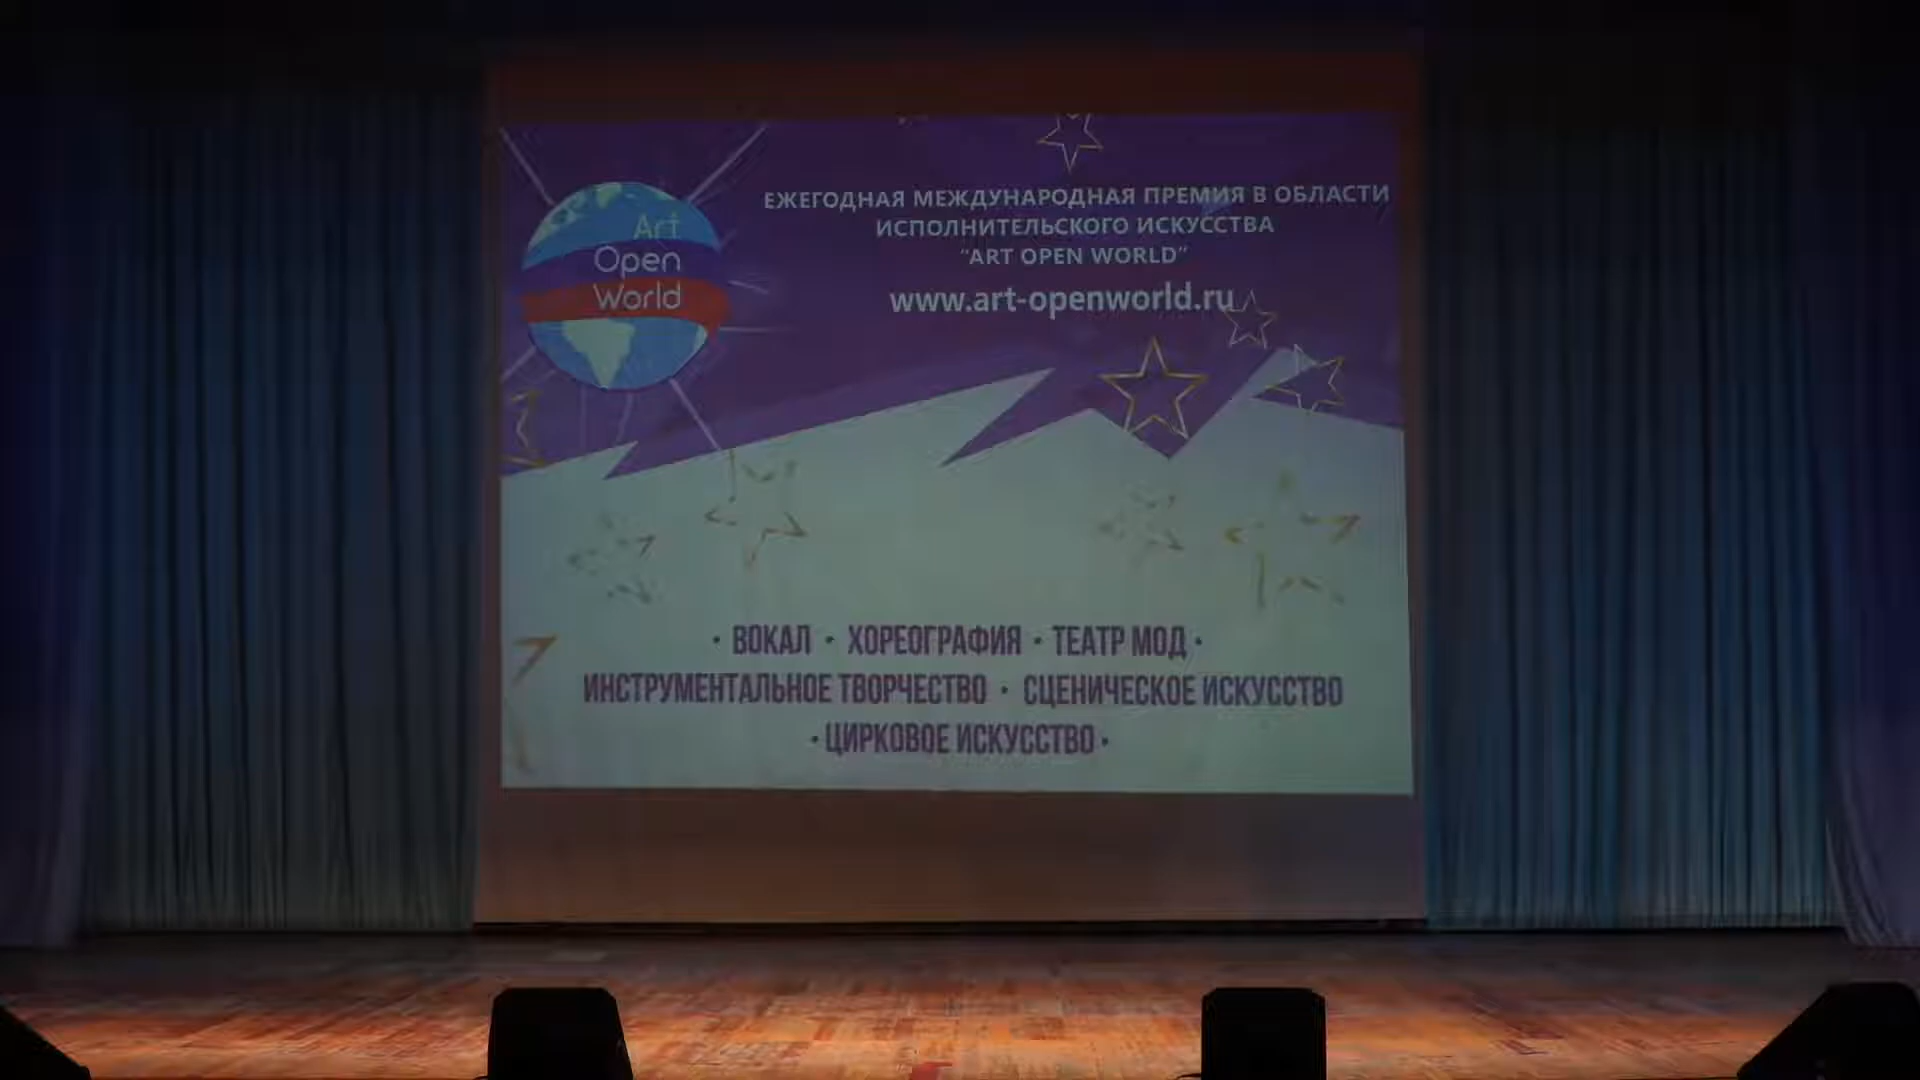 Art
Open
World
ЕЖЕГОДНАЯ МЕЖДУНАРОДНАЯ ПРЕМИЯ В ОБЛАСТИ
ИСПОЛНИТЕЛЬСКОГО ИСКУССТВА
"ART OPEN WORLD"
www.art-openworld.ru
• ВОКАЛ • ХОРЕОГРАФИЯ • ТЕАТР МОД •
ИНСТРУМЕНТАЛЬНОЕ ТВОРЧЕСТВО • СЦЕНИЧЕСКОЕ ИСКУССТВО
• ЦИРКОВОЕ ИСКУССТВО •